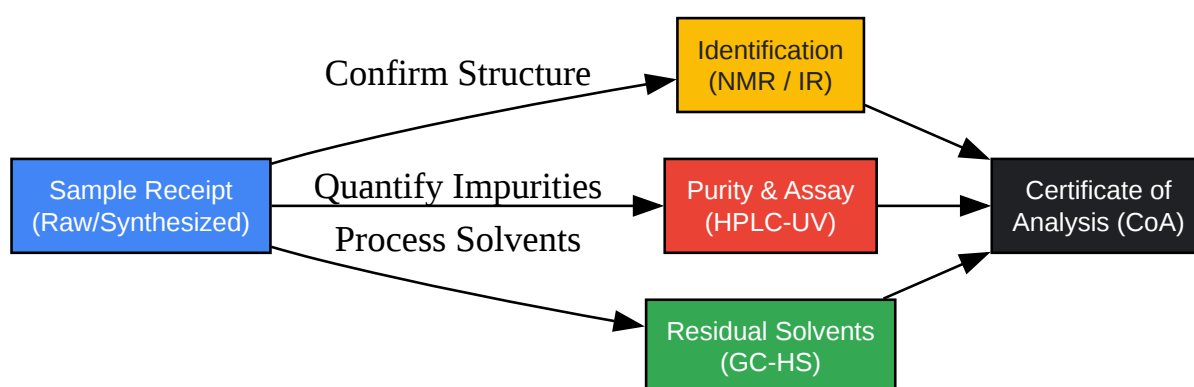 Identification
(NMR / IR)
Confirm Structure
Sample Receipt
(Raw/Synthesized)
Quantify Impurities
Purity & Assay
(HPLC-UV)
Certificate of
Analysis (CoA)
Process Solvents
Residual Solvents
(GC-HS)